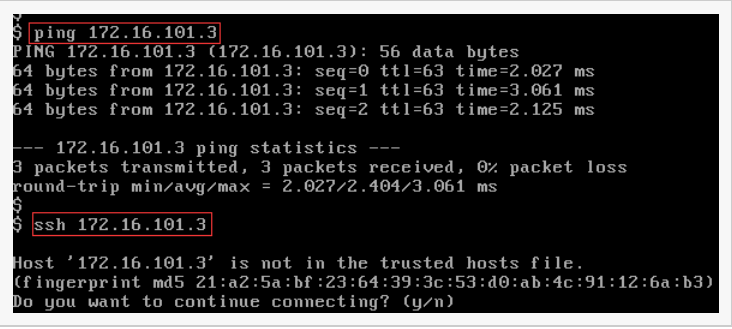 $
$ ping 172.16.101.3
PING 172.16.101.3 (172.16.101.3): 56 data bytes
64 bytes from 172.16.101.3: seq=0 ttl=63 time=2.027 ms
64 bytes from 172.16.101.3: seq=1 ttl=63 time=3.061 ms
64 bytes from 172.16.101.3: seq=2 ttl=63 time=2.125 ms
--- 172.16.101.3 ping statistics ---
3 packets transmitted, 3 packets received, 0% packet loss
round-trip min/avg/max = 2.027/2.404/3.061 ms
$
$ ssh 172.16.101.3
Host '172.16.101.3' is not in the trusted hosts file.
(fingerprint md5 21:a2:5a:bf:23:64:39:3c:53:d0:ab:4c:91:12:6a:b3)
Do you want to continue connecting? (y/n)